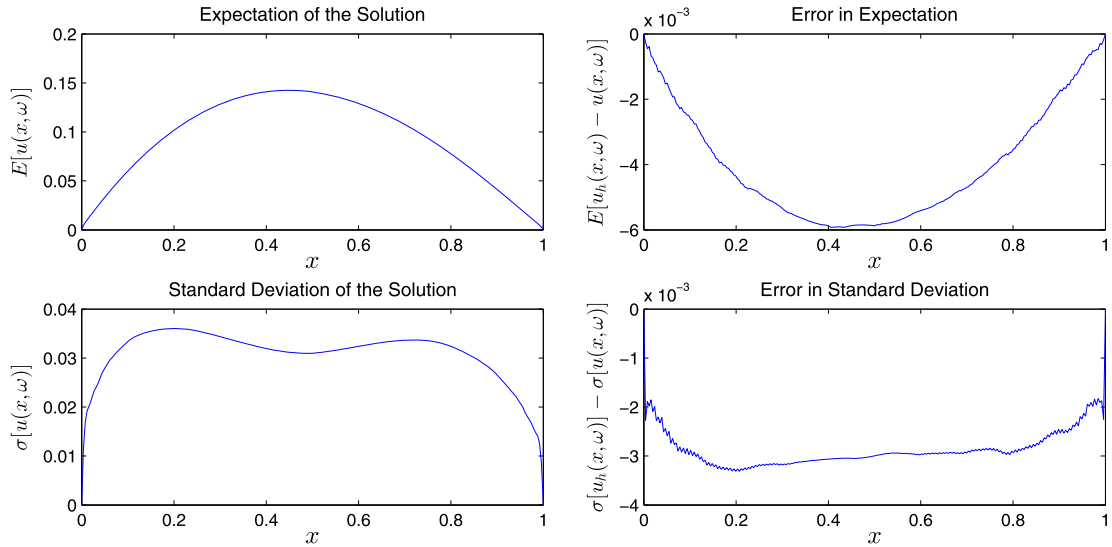 Expectation of the Solution
0.2
0.15
0.1
0.05
0
E[u(x, ω)]
0 0.2 0.4 0.6 0.8 1
x
Error in Expectation
x 10⁻³
0
−2
−4
−6
E[u_h(x, ω) − u(x, ω)]
0 0.2 0.4 0.6 0.8 1
x
Standard Deviation of the Solution
0.04
0.03
0.02
0.01
0
σ[u(x, ω)]
0 0.2 0.4 0.6 0.8 1
x
Error in Standard Deviation
x 10⁻³
0
−1
−2
−3
−4
σ[u_h(x, ω)] − σ[u(x, ω)]
0 0.2 0.4 0.6 0.8 1
x